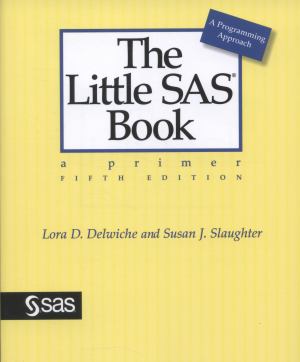 A Programming
Approach
The
Little SAS®
Book
a primer
FIFTH EDITION
Lora D. Delwiche and Susan J. Slaughter
sas